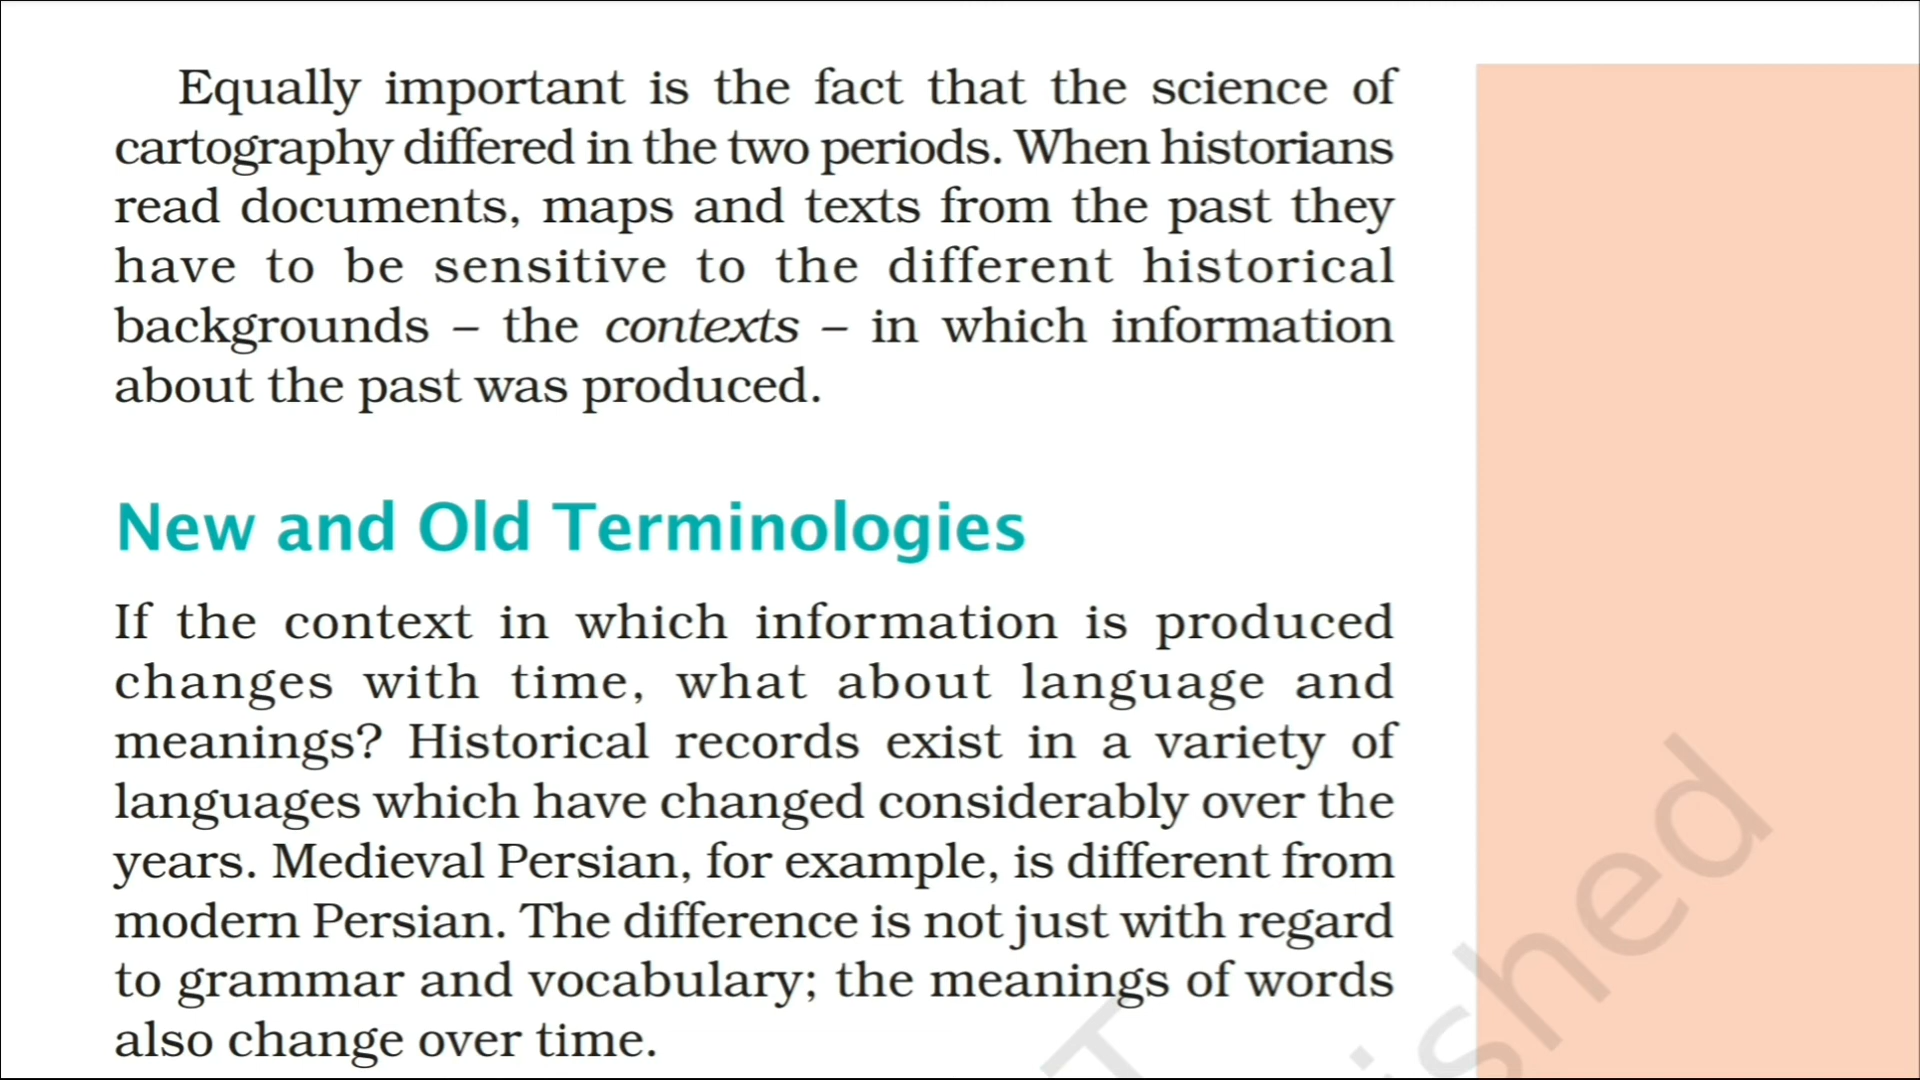 Equally important is the fact that the science of
cartography differed in the two periods. When historians
read documents, maps and texts from the past they
have to be sensitive to the different historical
backgrounds – the contexts – in which information
about the past was produced.
New and Old Terminologies
If the context in which information is produced
changes with time, what about language and
meanings? Historical records exist in a variety of
languages which have changed considerably over the
years. Medieval Persian, for example, is different from
modern Persian. The difference is not just with regard
to grammar and vocabulary; the meanings of words
also change over time.